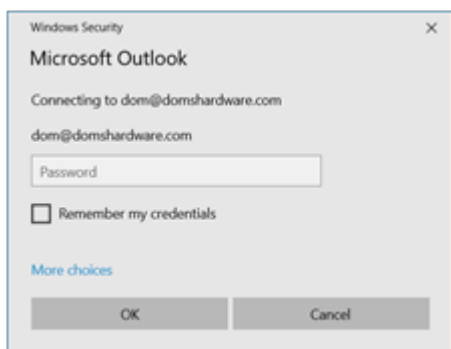 Windows Security
Microsoft Outlook
Connecting to dom@domshardware.com
dom@domshardware.com
Password
Remember my credentials
More choices
OK Cancel